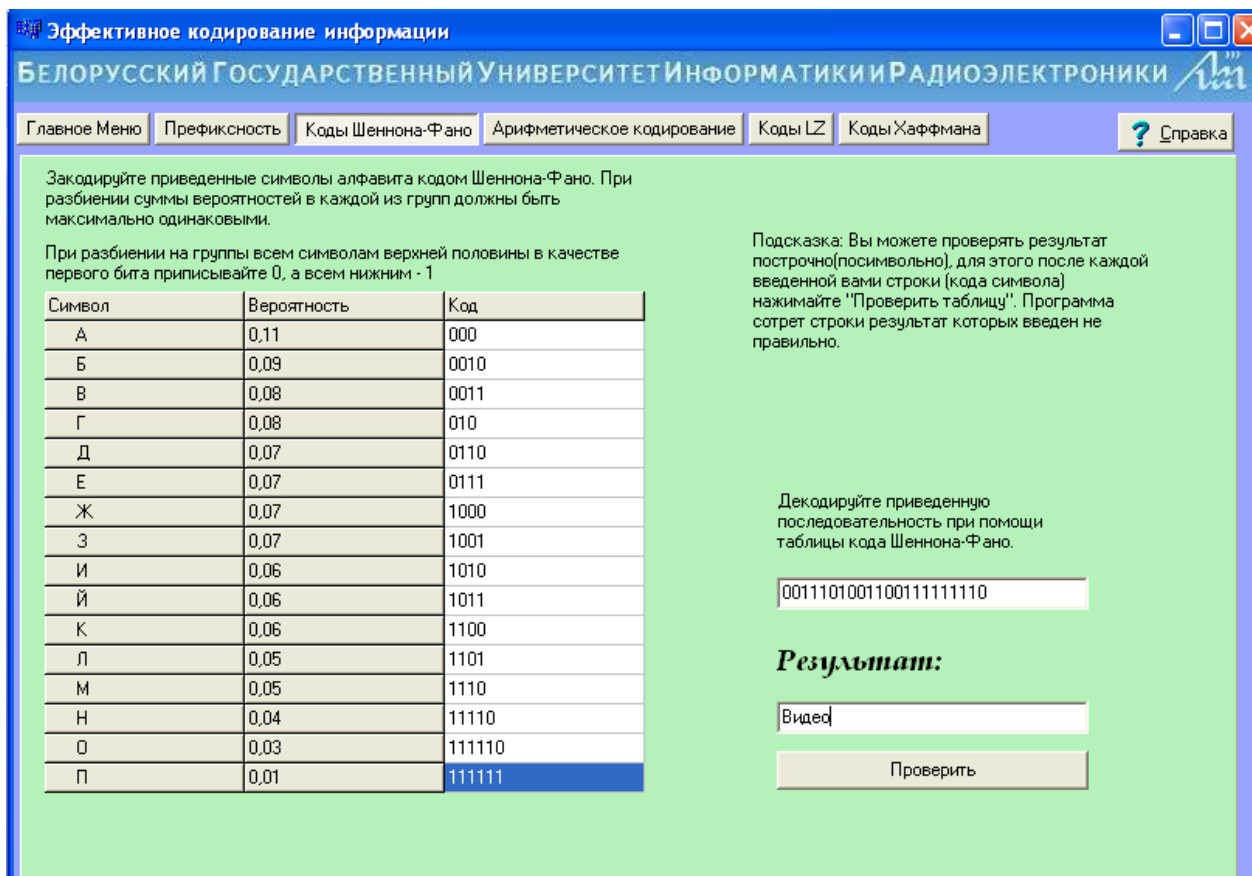 Эффективное кодирование информации
БЕЛОРУССКИЙ ГОСУДАРСТВЕННЫЙ УНИВЕРСИТЕТ ИНФОРМАТИКИ И РАДИОЭЛЕКТРОНИКИ
Главное Меню Префиксность Коды Шеннона-Фано Арифметическое кодирование Коды LZ Коды Хаффмана ? Справка
Закодируйте приведенные символы алфавита кодом Шеннона-Фано. При
разбиении суммы вероятностей в каждой из групп должны быть
максимально одинаковыми.
При разбиении на группы всем символам верхней половины в качестве
первого бита приписывайте 0, а всем нижним - 1
Символ Вероятность Код
А 0,11 000
Б 0,09 0010
В 0,08 0011
Г 0,08 010
Д 0,07 0110
Е 0,07 0111
Ж 0,07 1000
З 0,07 1001
И 0,06 1010
Й 0,06 1011
К 0,06 1100
Л 0,05 1101
М 0,05 1110
Н 0,04 11110
О 0,03 111110
П 0,01 111111
Подсказка: Вы можете проверять результат
построчно(посимвольно), для этого после каждой
введенной вами строки (кода символа)
нажимайте "Проверить таблицу". Программа
сотрет строки результат которых введен не
правильно.
Декодируйте приведенную
последовательность при помощи
таблицы кода Шеннона-Фано.
0011101001100111111110
Результат:
Видео
Проверить